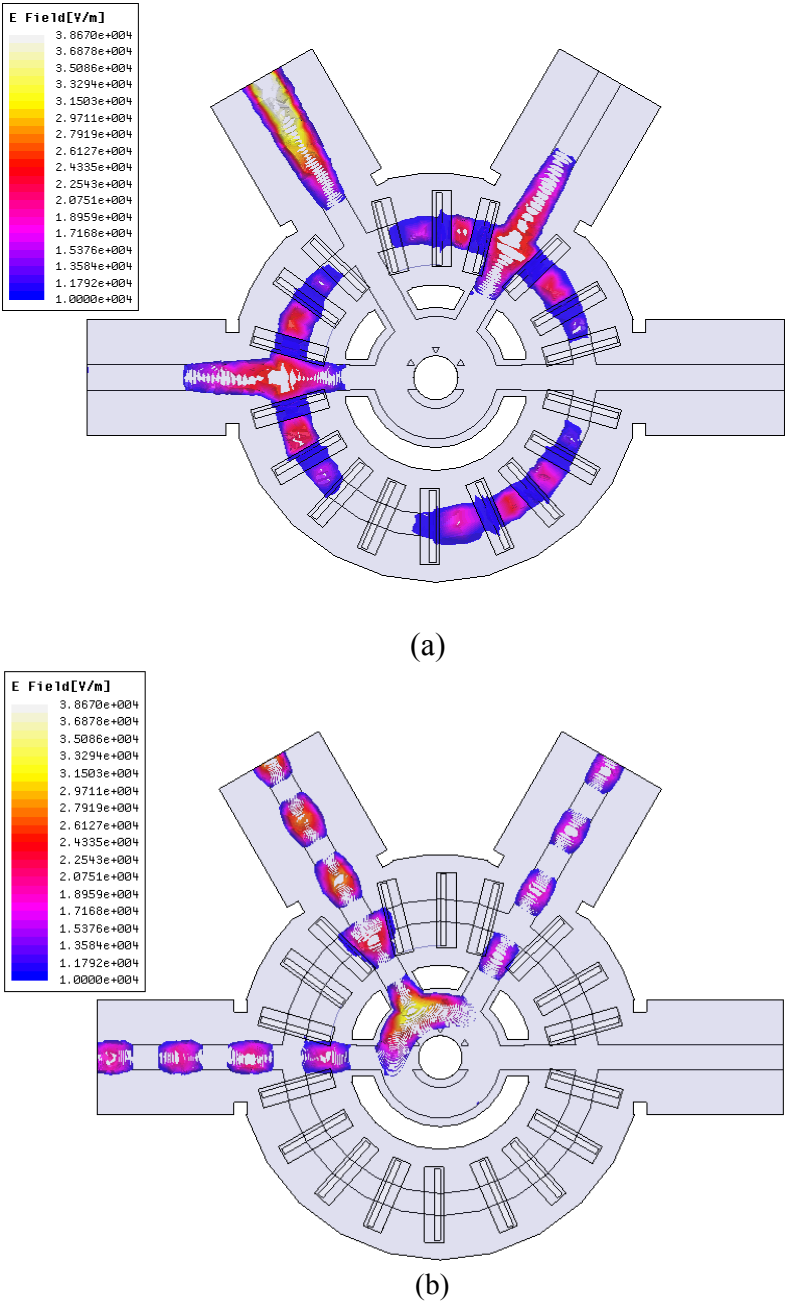 E Field[V/m]
3.8670e+004
3.6878e+004
3.5086e+004
3.3294e+004
3.1503e+004
2.9711e+004
2.7919e+004
2.6127e+004
2.4335e+004
2.2543e+004
2.0751e+004
1.8959e+004
1.7168e+004
1.5376e+004
1.3584e+004
1.1792e+004
1.0000e+004
(a)
E Field[V/m]
3.8670e+004
3.6878e+004
3.5086e+004
3.3294e+004
3.1503e+004
2.9711e+004
2.7919e+004
2.6127e+004
2.4335e+004
2.2543e+004
2.0751e+004
1.8959e+004
1.7168e+004
1.5376e+004
1.3584e+004
1.1792e+004
1.0000e+004
(b)